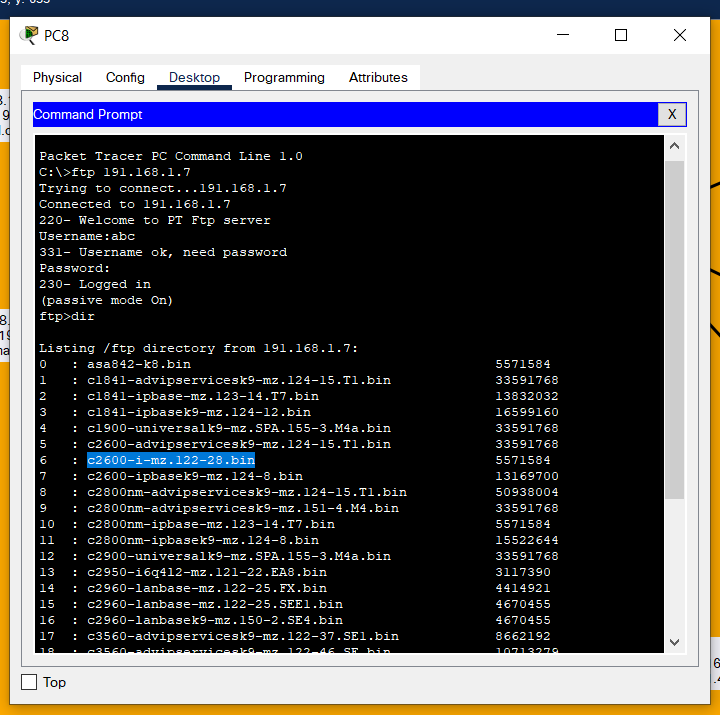 PC8
Physical Config Desktop Programming Attributes
Command Prompt
X
Packet Tracer PC Command Line 1.0
C:\>ftp 191.168.1.7
Trying to connect...191.168.1.7
Connected to 191.168.1.7
220- Welcome to PT Ftp server
Username:abc
331- Username ok, need password
Password:
230- Logged in
(passive mode On)
ftp>dir
Listing /ftp directory from 191.168.1.7:
0 : asa842-k8.bin 5571584
1 : c1841-advipservicesk9-mz.124-15.T1.bin 33591768
2 : c1841-ipbase-mz.123-14.T7.bin 13832032
3 : c1841-ipbasek9-mz.124-12.bin 16599160
4 : c1900-universalk9-mz.SPA.155-3.M4a.bin 33591768
5 : c2600-advipservicesk9-mz.124-15.T1.bin 33591768
6 : c2600-i-mz.122-28.bin 5571584
7 : c2600-ipbasek9-mz.124-8.bin 13169700
8 : c2800nm-advipservicesk9-mz.124-15.T1.bin 50938004
9 : c2800nm-advipservicesk9-mz.151-4.M4.bin 33591768
10 : c2800nm-ipbase-mz.123-14.T7.bin 5571584
11 : c2800nm-ipbasek9-mz.124-8.bin 15522644
12 : c2900-universalk9-mz.SPA.155-3.M4a.bin 33591768
13 : c2950-i6q4l2-mz.121-22.EA8.bin 3117390
14 : c2960-lanbase-mz.122-25.FX.bin 4414921
15 : c2960-lanbase-mz.122-25.SEE1.bin 4670455
16 : c2960-lanbasek9-mz.150-2.SE4.bin 4670455
17 : c3560-advipservicesk9-mz.122-37.SE1.bin 8662192
18 : c3560-advipservicesk9-mz.122-46.SE.bin 10713279
Top